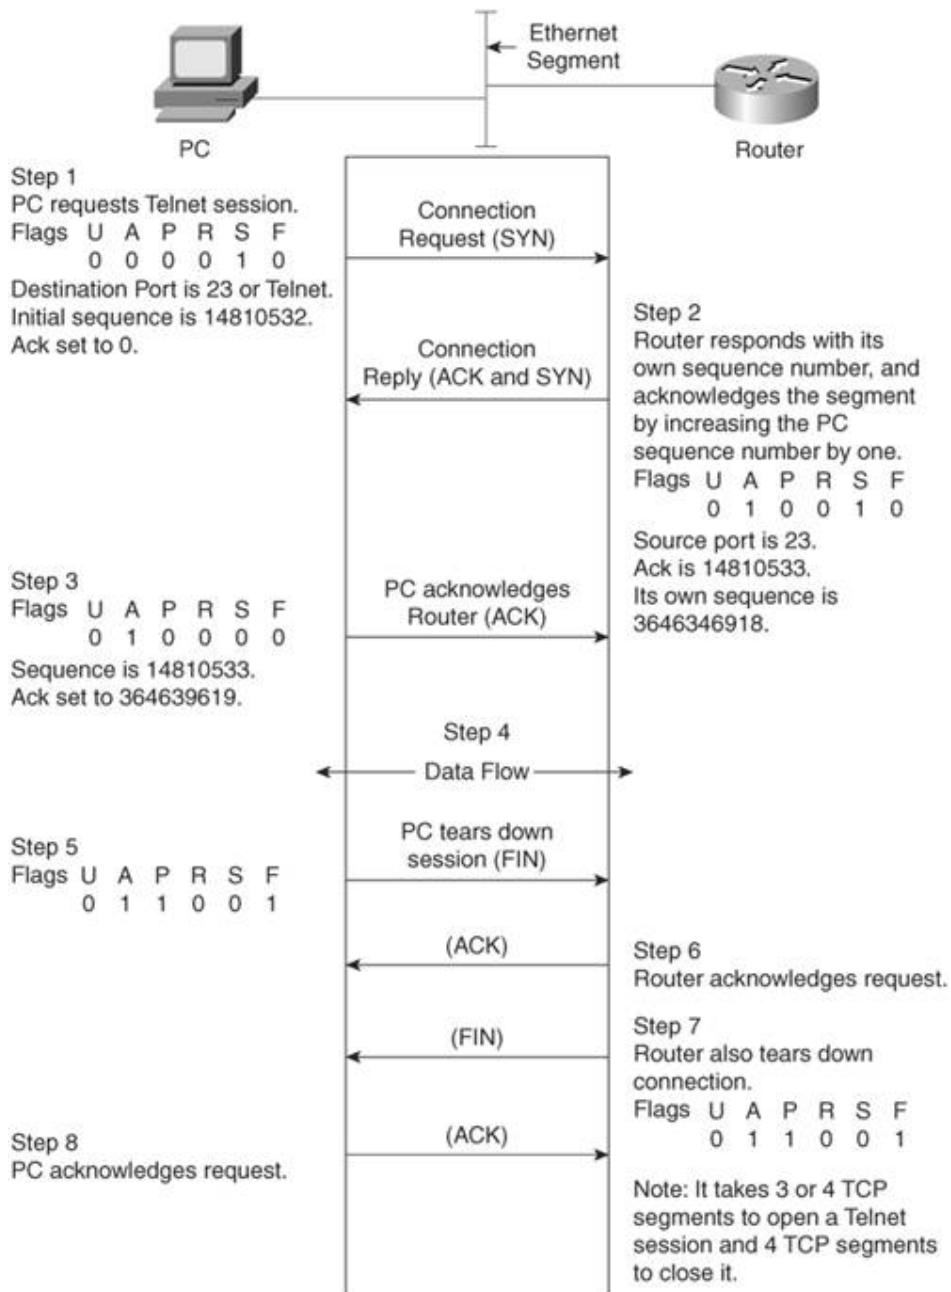 Ethernet
Segment
PC
Router
Step 1
PC requests Telnet session.
Flags U A P R S F
0 0 0 0 1 0
Destination Port is 23 or Telnet.
Initial sequence is 14810532.
Ack set to 0.
Connection
Request (SYN)
Step 2
Router responds with its
own sequence number, and
acknowledges the segment
by increasing the PC
sequence number by one.
Flags U A P R S F
0 1 0 0 1 0
Source port is 23.
Ack is 14810533.
Its own sequence is
3646346918.
Connection
Reply (ACK and SYN)
Step 3
Flags U A P R S F
0 1 0 0 0 0
Sequence is 14810533.
Ack set to 364639619.
PC acknowledges
Router (ACK)
Step 4
Data Flow
Step 5
Flags U A P R S F
0 1 1 0 0 1
PC tears down
session (FIN)
(ACK)
Step 6
Router acknowledges request.
(FIN)
Step 7
Router also tears down
connection.
Flags U A P R S F
0 1 1 0 0 1
Step 8
PC acknowledges request.
(ACK)
Note: It takes 3 or 4 TCP
segments to open a Telnet
session and 4 TCP segments
to close it.